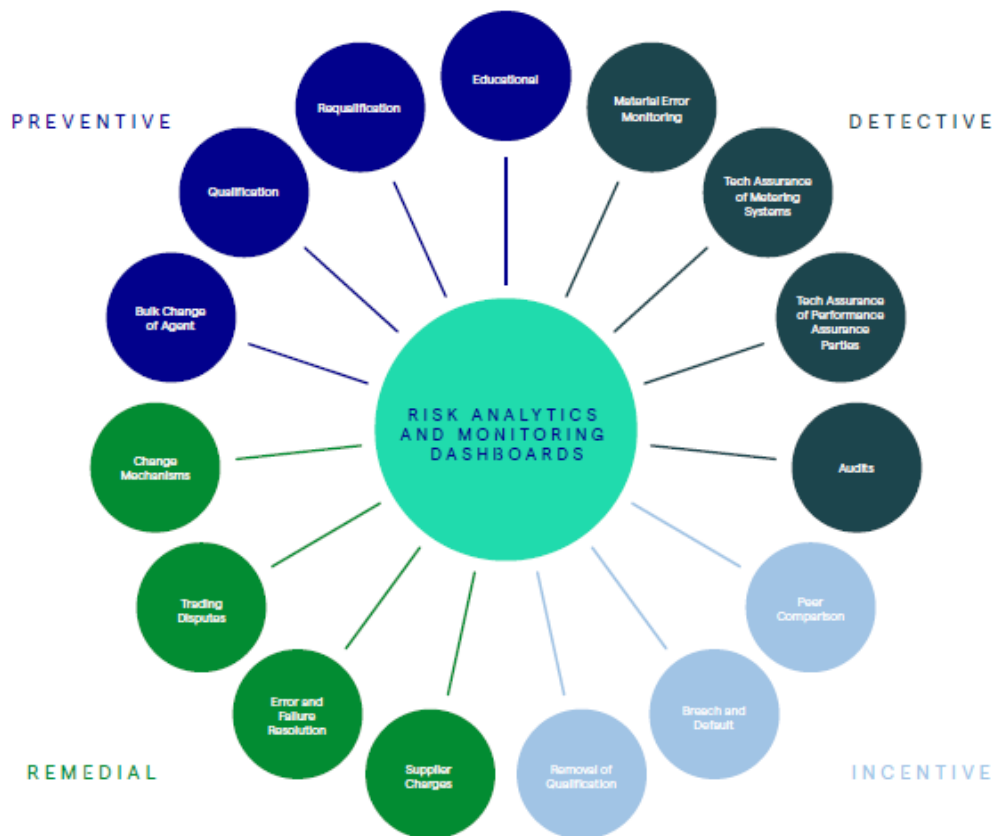 Educational
Requalification
Material Error
Monitoring
PREVENTIVE
DETECTIVE
Qualification
Tech Assurance
of Metering
Systems
Bulk Change
of Agent
Tech Assurance
of Performance
Assurance
Parties
RISK ANALYTICS
AND MONITORING
DASHBOARDS
Change
Mechanisms
Audits
Trading
Disputes
Peer
Comparison
Error and
Failure
Resolution
Breach and
Default
Supplier
Charges
Removal of
Qualification
REMEDIAL
INCENTIVE